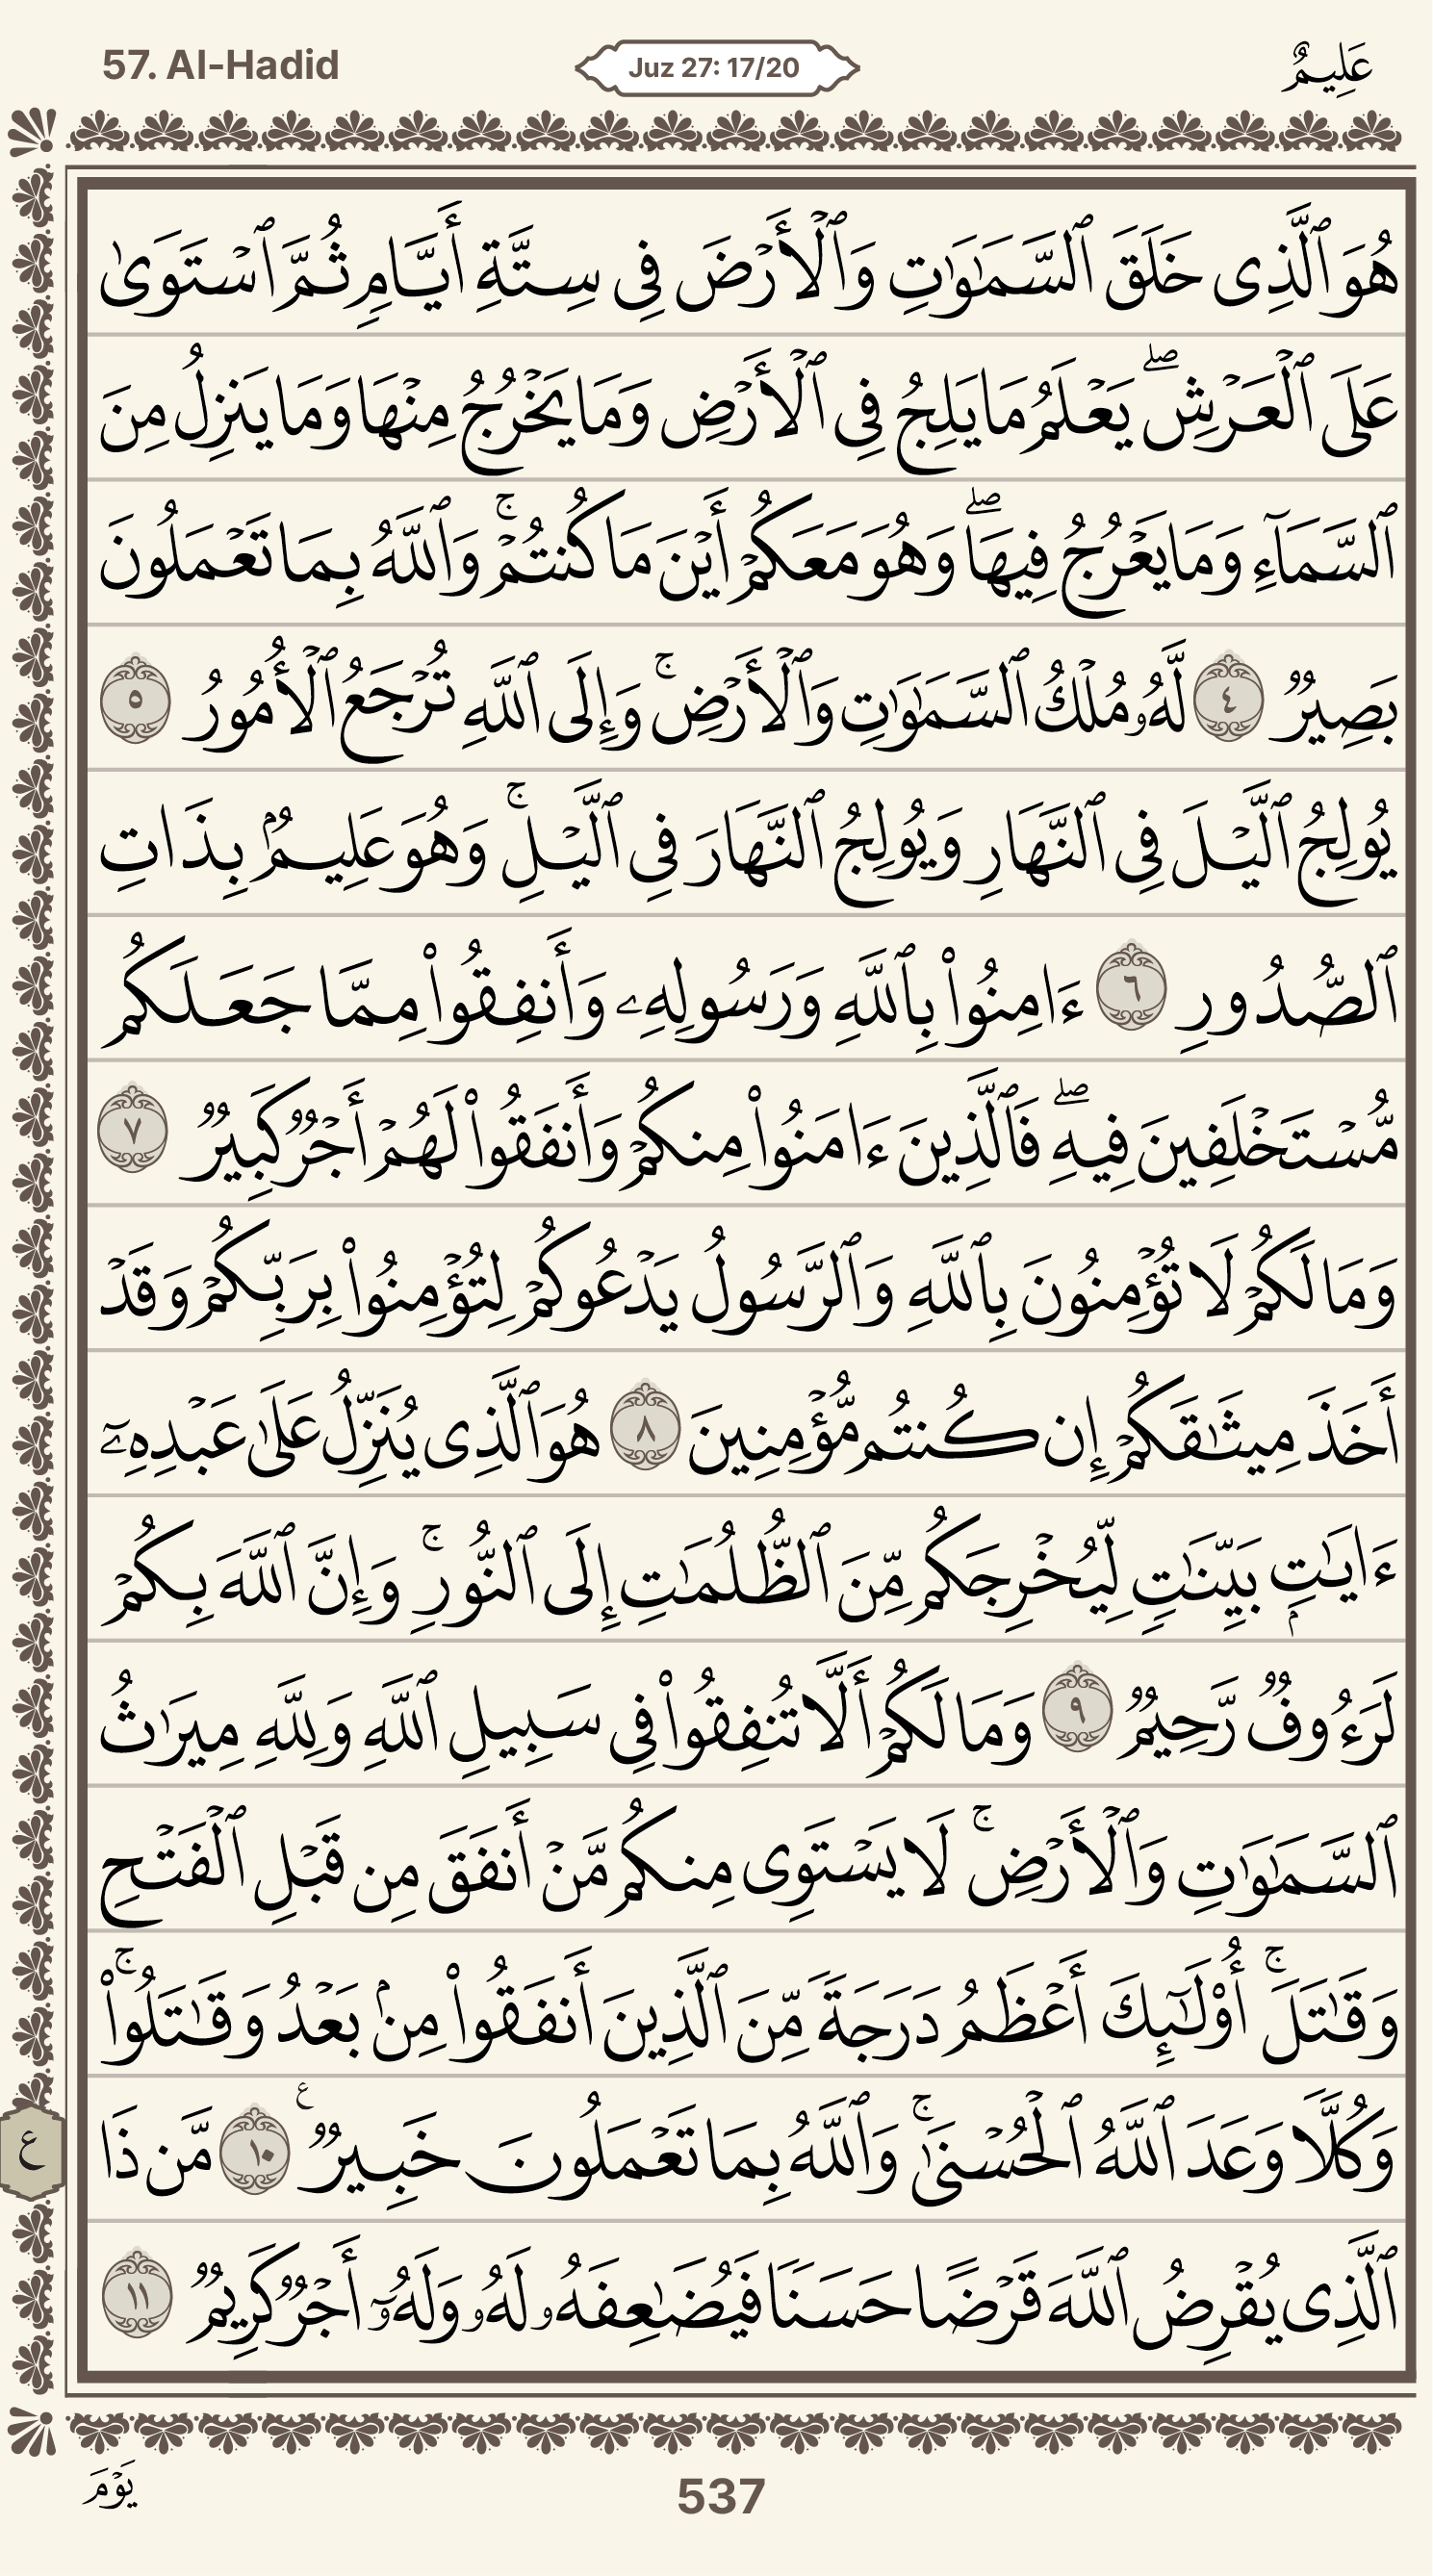 57. Al-Hadid
Juz 27: 17/20
عَلِيمٌ
هُوَ ٱلَّذِى خَلَقَ ٱلسَّمَـٰوَٰتِ وَٱلْأَرْضَ فِى سِتَّةِ أَيَّامٍ ثُمَّ ٱسْتَوَىٰ
عَلَى ٱلْعَرْشِ ۖ يَعْلَمُ مَا يَلِجُ فِى ٱلْأَرْضِ وَمَا يَخْرُجُ مِنْهَا وَمَا يَنزِلُ مِنَ
ٱلسَّمَآءِ وَمَا يَعْرُجُ فِيهَا ۖ وَهُوَ مَعَكُمْ أَيْنَ مَا كُنتُمْ ۚ وَٱللَّهُ بِمَا تَعْمَلُونَ
بَصِيرٌ ٤ لَّهُۥ مُلْكُ ٱلسَّمَـٰوَٰتِ وَٱلْأَرْضِ ۚ وَإِلَى ٱللَّهِ تُرْجَعُ ٱلْأُمُورُ ٥
يُولِجُ ٱلَّيْلَ فِى ٱلنَّهَارِ وَيُولِجُ ٱلنَّهَارَ فِى ٱلَّيْلِ ۚ وَهُوَ عَلِيمٌۢ بِذَاتِ
ٱلصُّدُورِ ٦ ءَامِنُوا۟ بِٱللَّهِ وَرَسُولِهِۦ وَأَنفِقُوا۟ مِمَّا جَعَلَكُم
مُّسْتَخْلَفِينَ فِيهِ ۖ فَٱلَّذِينَ ءَامَنُوا۟ مِنكُمْ وَأَنفَقُوا۟ لَهُمْ أَجْرٌ كَبِيرٌ ٧
وَمَا لَكُمْ لَا تُؤْمِنُونَ بِٱللَّهِ وَٱلرَّسُولُ يَدْعُوكُمْ لِتُؤْمِنُوا۟ بِرَبِّكُمْ وَقَدْ
أَخَذَ مِيثَـٰقَكُمْ إِن كُنتُم مُّؤْمِنِينَ ٨ هُوَ ٱلَّذِى يُنَزِّلُ عَلَىٰ عَبْدِهِۦٓ
ءَايَـٰتٍۭ بَيِّنَـٰتٍ لِّيُخْرِجَكُم مِّنَ ٱلظُّلُمَـٰتِ إِلَى ٱلنُّورِ ۚ وَإِنَّ ٱللَّهَ بِكُمْ
لَرَءُوفٌ رَّحِيمٌ ٩ وَمَا لَكُمْ أَلَّا تُنفِقُوا۟ فِى سَبِيلِ ٱللَّهِ وَلِلَّهِ مِيرَٰثُ
ٱلسَّمَـٰوَٰتِ وَٱلْأَرْضِ ۚ لَا يَسْتَوِى مِنكُم مَّنْ أَنفَقَ مِن قَبْلِ ٱلْفَتْحِ
وَقَـٰتَلَ ۚ أُو۟لَـٰٓئِكَ أَعْظَمُ دَرَجَةً مِّنَ ٱلَّذِينَ أَنفَقُوا۟ مِنۢ بَعْدُ وَقَـٰتَلُوا۟ ۚ
وَكُلًّا وَعَدَ ٱللَّهُ ٱلْحُسْنَىٰ ۚ وَٱللَّهُ بِمَا تَعْمَلُونَ خَبِيرٌ ع ١٠ مَّن ذَا
ع
ٱلَّذِى يُقْرِضُ ٱللَّهَ قَرْضًا حَسَنًا فَيُضَـٰعِفَهُۥ لَهُۥ وَلَهُۥٓ أَجْرٌ كَرِيمٌ ١١
يَوْمَ
537